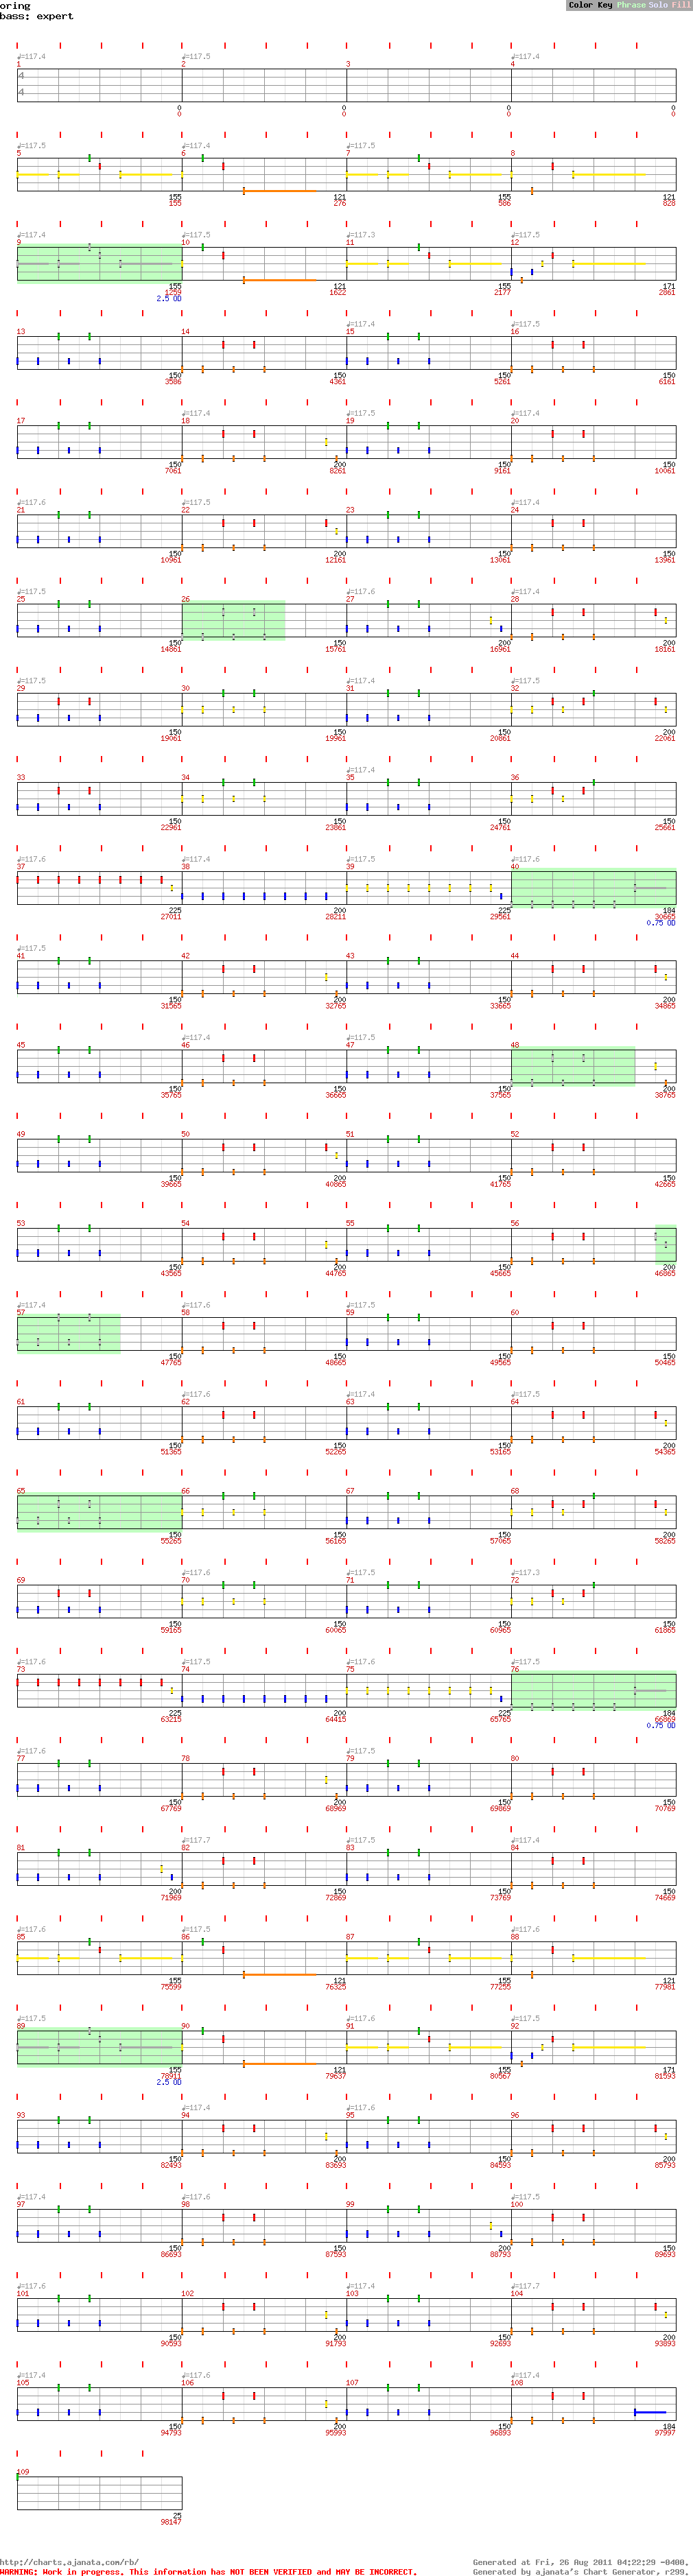 oring
bass: expert
Color Key Phrase Solo Fill
♩=117.4 ♩=117.5 ♩=117.4
1 2 3 4
4
4
0 0 0 0
0 0 0 0
♩=117.5 ♩=117.4 ♩=117.5
5 6 7 8
155 121 155 121
155 276 586 828
♩=117.4 ♩=117.5 ♩=117.3 ♩=117.5
9 10 11 12
155 121 155 171
1259 1622 2177 2861
2.5 OD
♩=117.4 ♩=117.5
13 14 15 16
150 150 150 150
3586 4361 5261 6161
♩=117.4 ♩=117.5 ♩=117.4
17 18 19 20
150 200 150 150
7061 8261 9161 10061
♩=117.6 ♩=117.5 ♩=117.4
21 22 23 24
150 200 150 150
10961 12161 13061 13961
♩=117.5 ♩=117.6 ♩=117.4
25 26 27 28
150 150 200 200
14861 15761 16961 18161
♩=117.5 ♩=117.4 ♩=117.5
29 30 31 32
150 150 150 200
19061 19961 20861 22061
♩=117.4
33 34 35 36
150 150 150 150
22961 23861 24761 25661
♩=117.6 ♩=117.4 ♩=117.5 ♩=117.6
37 38 39 40
225 200 225 184
27011 28211 29561 30665
0.75 OD
♩=117.5
41 42 43 44
150 200 150 200
31565 32765 33665 34865
♩=117.4 ♩=117.5
45 46 47 48
150 150 150 200
35765 36665 37565 38765
49 50 51 52
150 200 150 150
39665 40865 41765 42665
53 54 55 56
150 200 150 200
43565 44765 45665 46865
♩=117.4 ♩=117.6 ♩=117.5
57 58 59 60
150 150 150 150
47765 48665 49565 50465
♩=117.6 ♩=117.4 ♩=117.5
61 62 63 64
150 150 150 200
51365 52265 53165 54365
65 66 67 68
150 150 150 200
55265 56165 57065 58265
♩=117.6 ♩=117.5 ♩=117.3
69 70 71 72
150 150 150 150
59165 60065 60965 61865
♩=117.6 ♩=117.5 ♩=117.6 ♩=117.5
73 74 75 76
225 200 225 184
63215 64415 65765 66869
0.75 OD
♩=117.6 ♩=117.5
77 78 79 80
150 200 150 150
67769 68969 69869 70769
♩=117.7 ♩=117.5 ♩=117.4
81 82 83 84
200 150 150 150
71969 72869 73769 74669
♩=117.6 ♩=117.5 ♩=117.6
85 86 87 88
155 121 155 121
75599 76325 77255 77981
♩=117.5 ♩=117.6 ♩=117.5
89 90 91 92
155 121 155 171
78911 79637 80567 81593
2.5 OD
♩=117.4 ♩=117.6
93 94 95 96
150 200 150 200
82493 83693 84593 85793
♩=117.4 ♩=117.6 ♩=117.5
97 98 99 100
150 150 200 150
86693 87593 88793 89693
♩=117.6 ♩=117.4 ♩=117.7
101 102 103 104
150 200 150 200
90593 91793 92693 93893
♩=117.4 ♩=117.6 ♩=117.4
105 106 107 108
150 200 150 184
94793 95993 96893 97997
109
25
98147
http://charts.ajanata.com/rb/
WARNING: Work in progress. This information has NOT BEEN VERIFIED and MAY BE INCORRECT.
Generated at Fri, 26 Aug 2011 04:22:29 -0400.
Generated by ajanata's Chart Generator, r299.